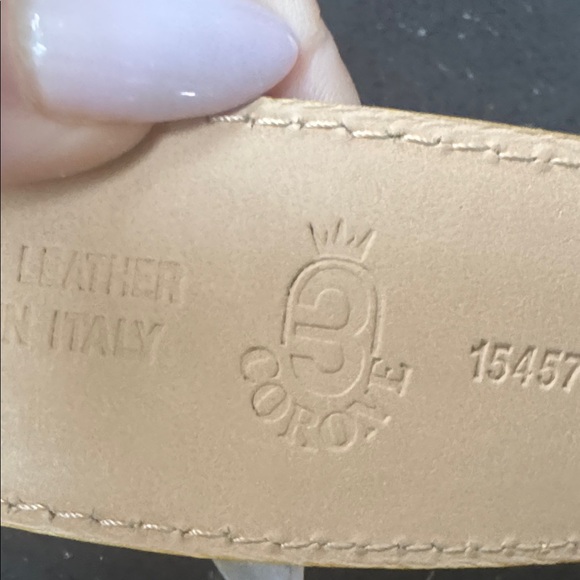 LEATHER
N ITALY
CORONE
15457